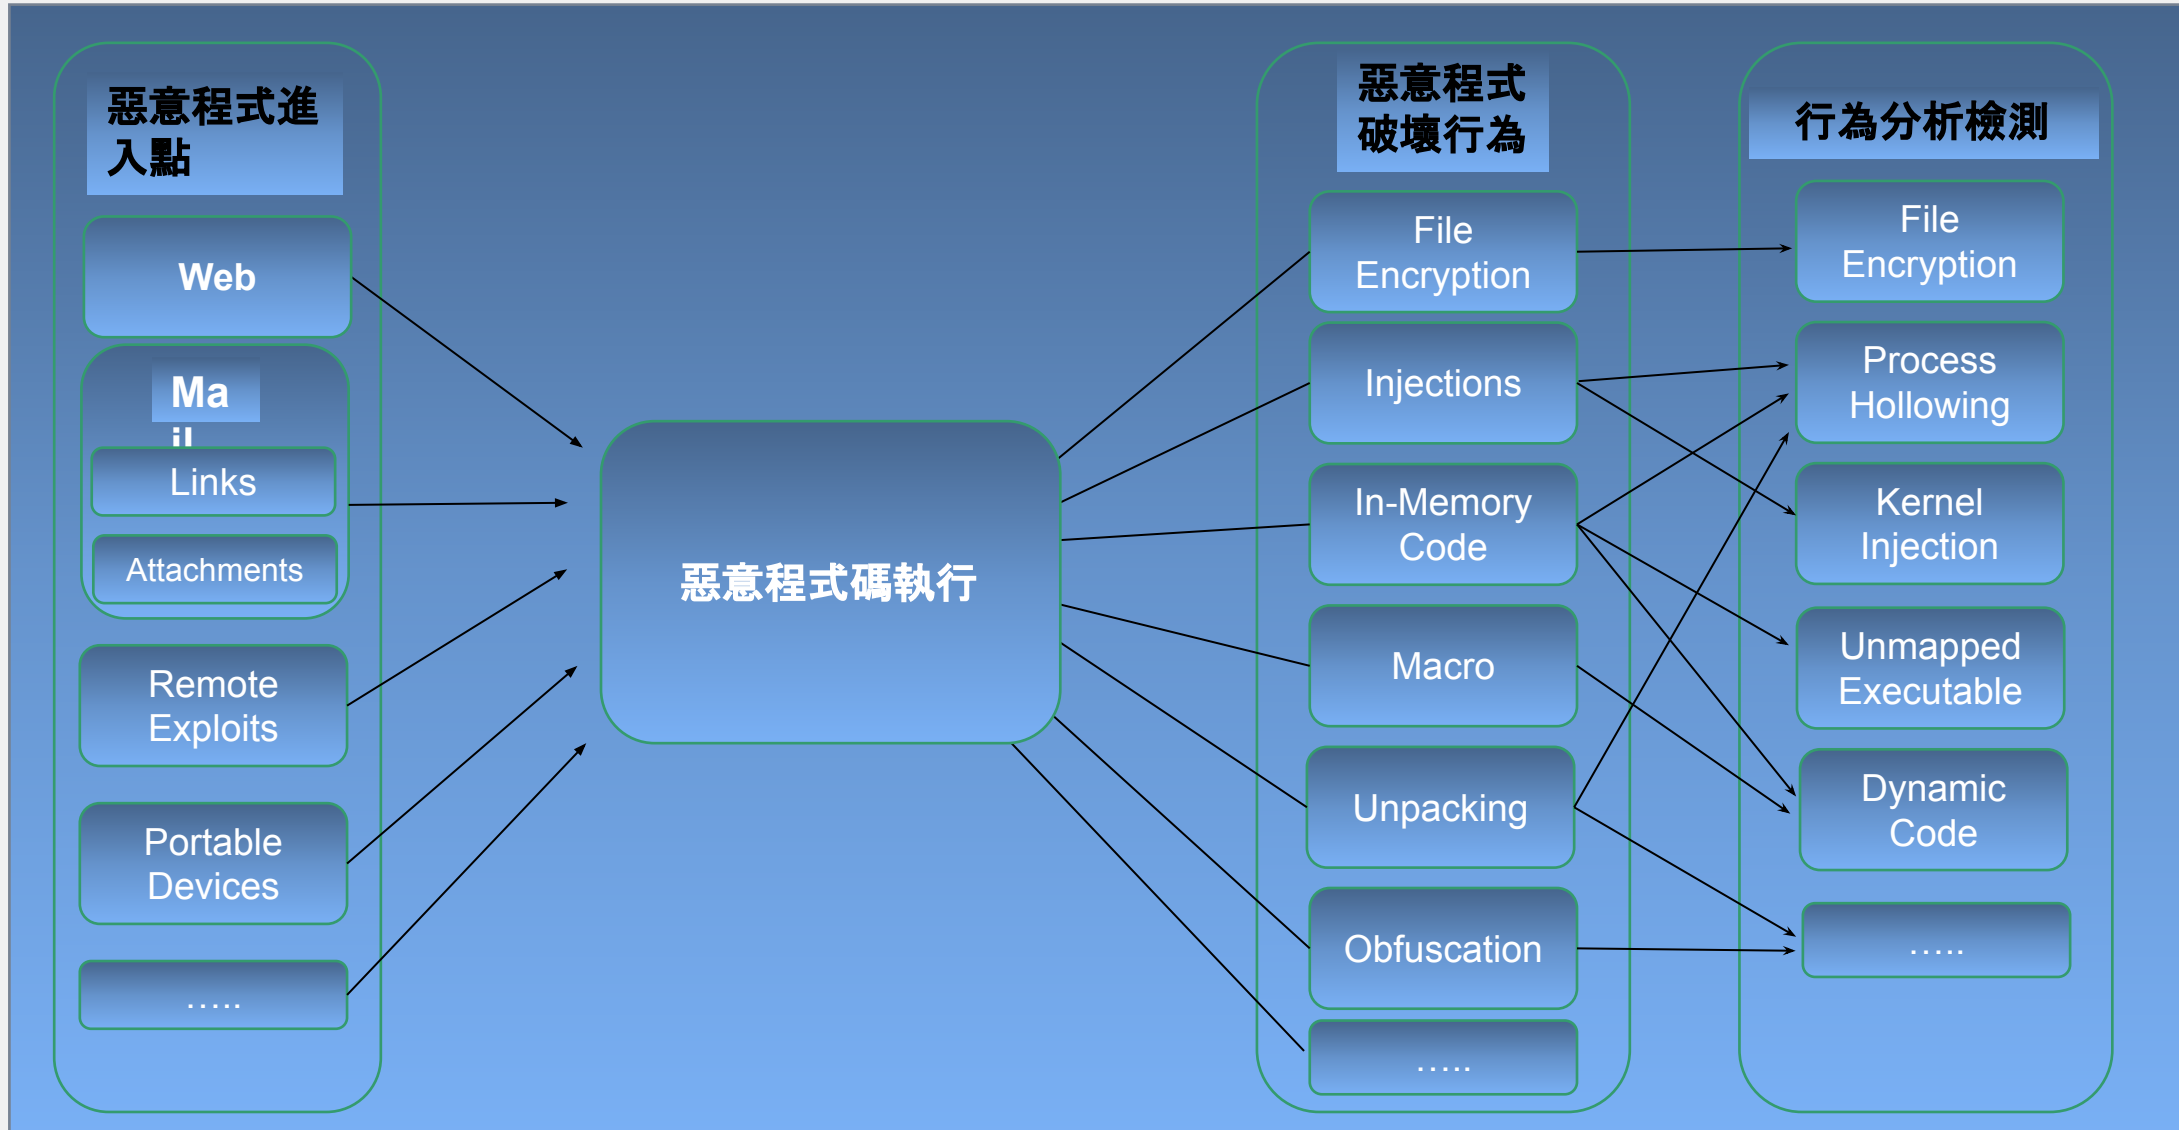 惡意程式進
入點
Web
Ma
il
Links
Attachments
Remote
Exploits
Portable
Devices
…..
惡意程式碼執行
惡意程式
破壞行為
File
Encryption
Injections
In-Memory
Code
Macro
Unpacking
Obfuscation
…..
行為分析檢測
File
Encryption
Process
Hollowing
Kernel
Injection
Unmapped
Executable
Dynamic
Code
…..